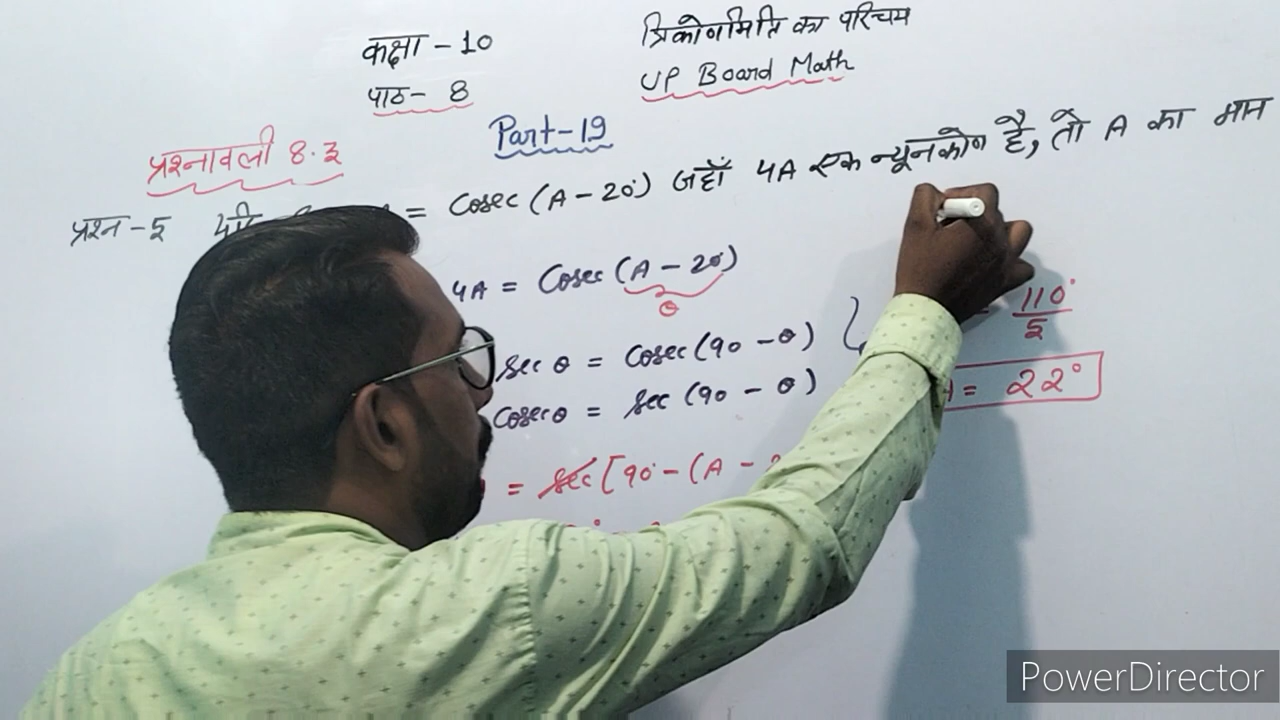 कक्षा - 10
त्रिकोणमिति का परिचय
पाठ - 8
UP Board Math
Part-19
प्रश्नावली 8.3
प्रश्न - 5 = Cosec (A - 20°) जहाँ 4A एक न्यूनकोण है, तो A का मान
4A = Cosec (A - 20°)
θ
sec θ = Cosec (90 - θ)
cosec θ = sec (90 - θ)
= sec [90° - (A -
= 110°/5
= 22°
PowerDirector